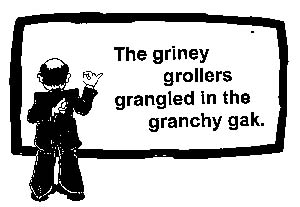 The griney
grollers
grangled in the
granchy gak.